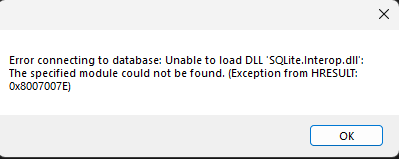 Error connecting to database: Unable to load DLL 'SQLite.Interop.dll':
The specified module could not be found. (Exception from HRESULT:
0x8007007E)
OK